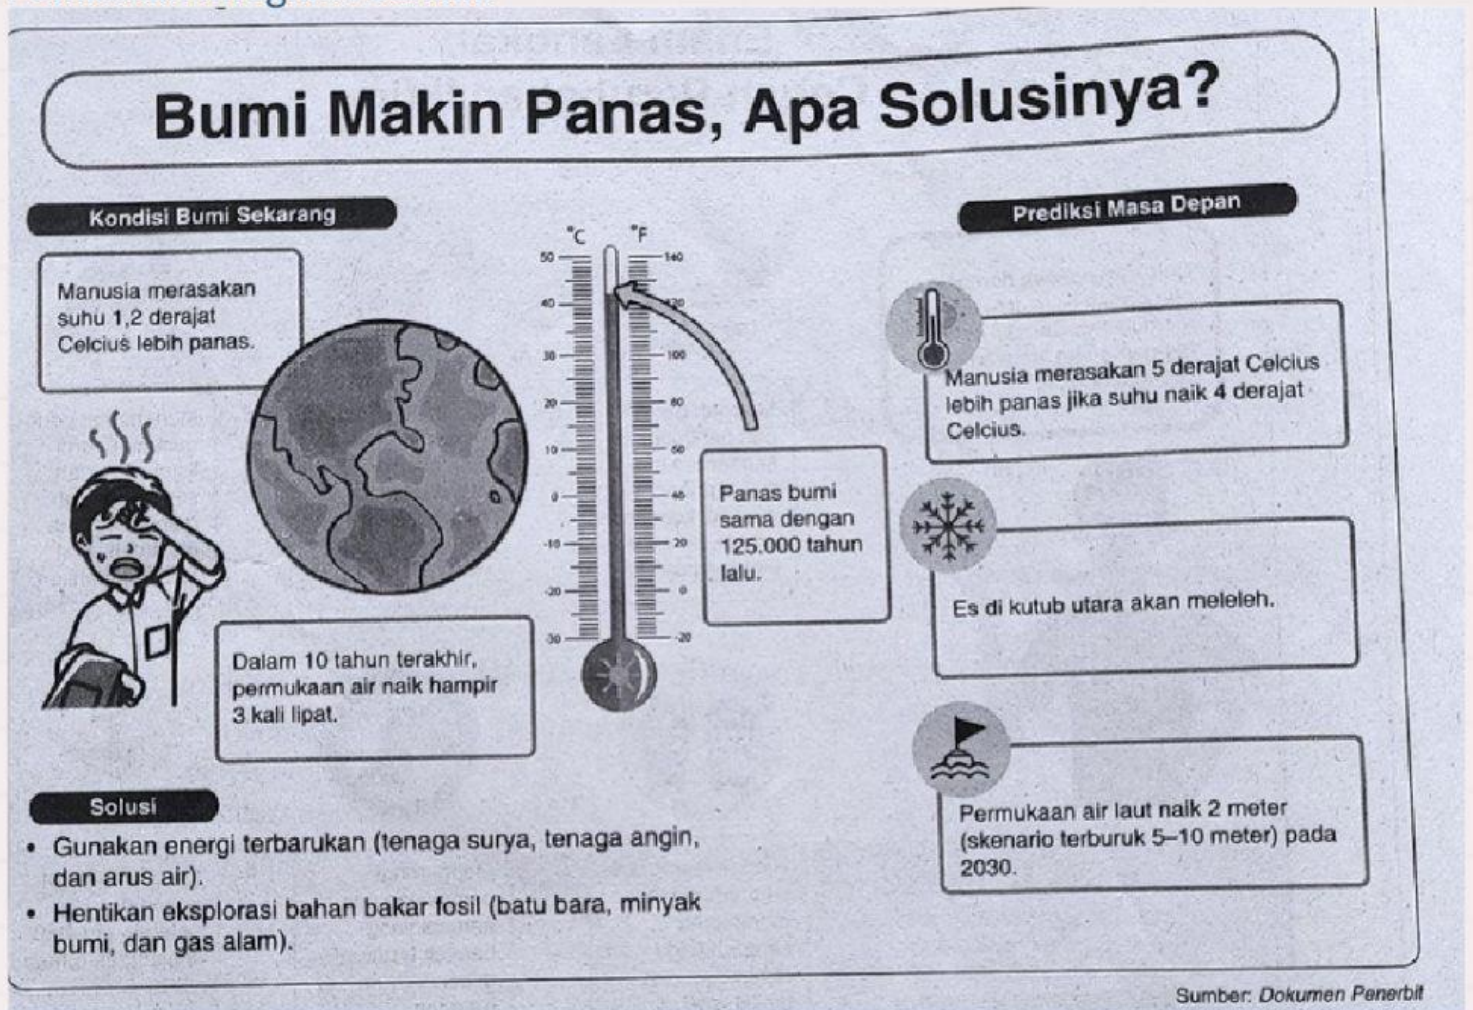 Bumi Makin Panas, Apa Solusinya?
Kondisi Bumi Sekarang
Manusia merasakan
suhu 1,2 derajat
Celcius lebih panas.
Dalam 10 tahun terakhir,
permukaan air naik hampir
3 kali lipat.
°C °F
50 140
40 120
30 100
20 80
10 60
0 40
-10 20
-20 0
-30 -20
Panas bumi
sama dengan
125.000 tahun
lalu.
Prediksi Masa Depan
Manusia merasakan 5 derajat Celcius
lebih panas jika suhu naik 4 derajat
Celcius.
Es di kutub utara akan meleleh.
Permukaan air laut naik 2 meter
(skenario terburuk 5–10 meter) pada
2030.
Solusi
• Gunakan energi terbarukan (tenaga surya, tenaga angin,
dan arus air).
• Hentikan eksplorasi bahan bakar fosil (batu bara, minyak
bumi, dan gas alam).
Sumber: Dokumen Penerbit